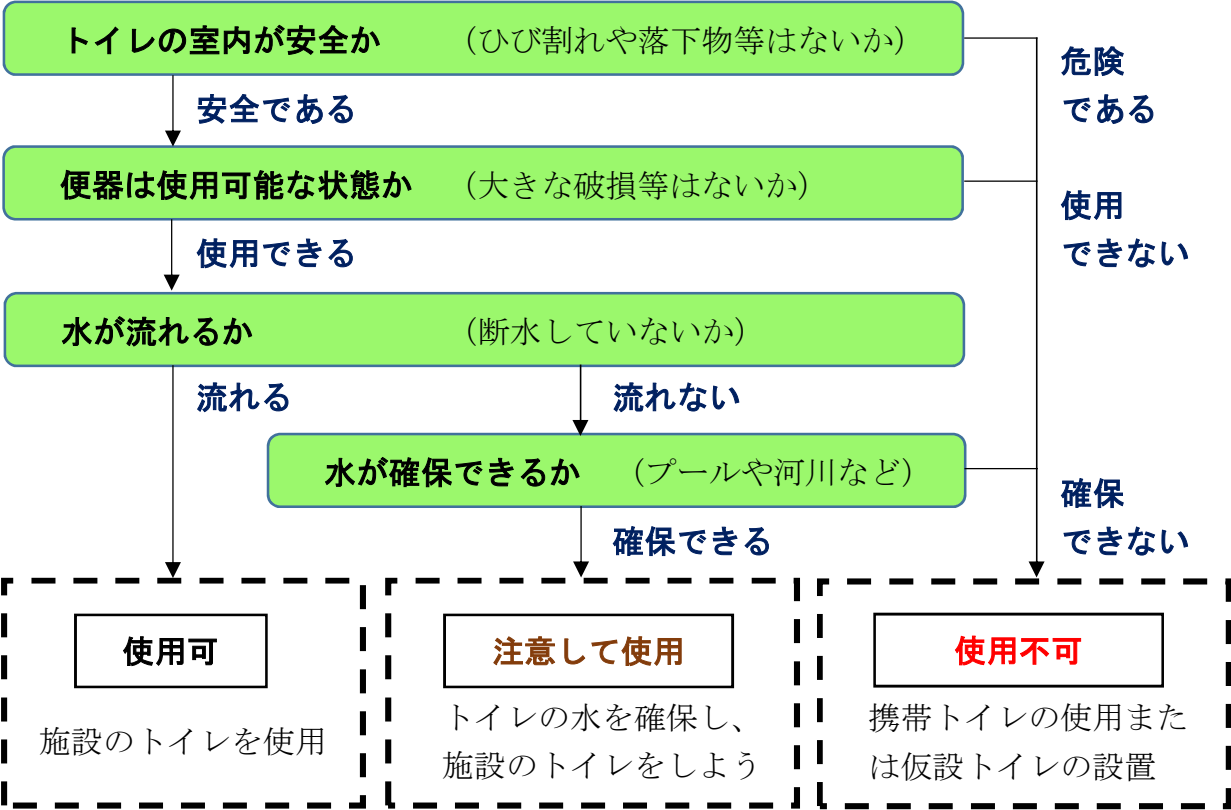 トイレの室内が安全か （ひび割れや落下物等はないか）
危険
である
安全である
便器は使用可能な状態か （大きな破損等はないか）
使用
できない
使用できる
水が流れるか （断水していないか）
流れる
流れない
水が確保できるか （プールや河川など）
確保
できない
確保できる
使用可
施設のトイレを使用
注意して使用
トイレの水を確保し、
施設のトイレをしよう
使用不可
携帯トイレの使用また
は仮設トイレの設置